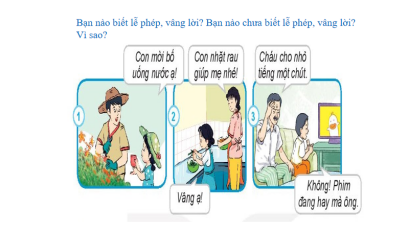 Bạn nào biết lễ phép, vâng lời? Bạn nào chưa biết lễ phép, vâng lời?
Vì sao?
Con mời bố
uống nước ạ!
Con nhặt rau
giúp mẹ nhé!
Cháu cho nhỏ
tiếng một chút.
1
2
3
Vâng ạ!
Không! Phim
đang hay mà ông.